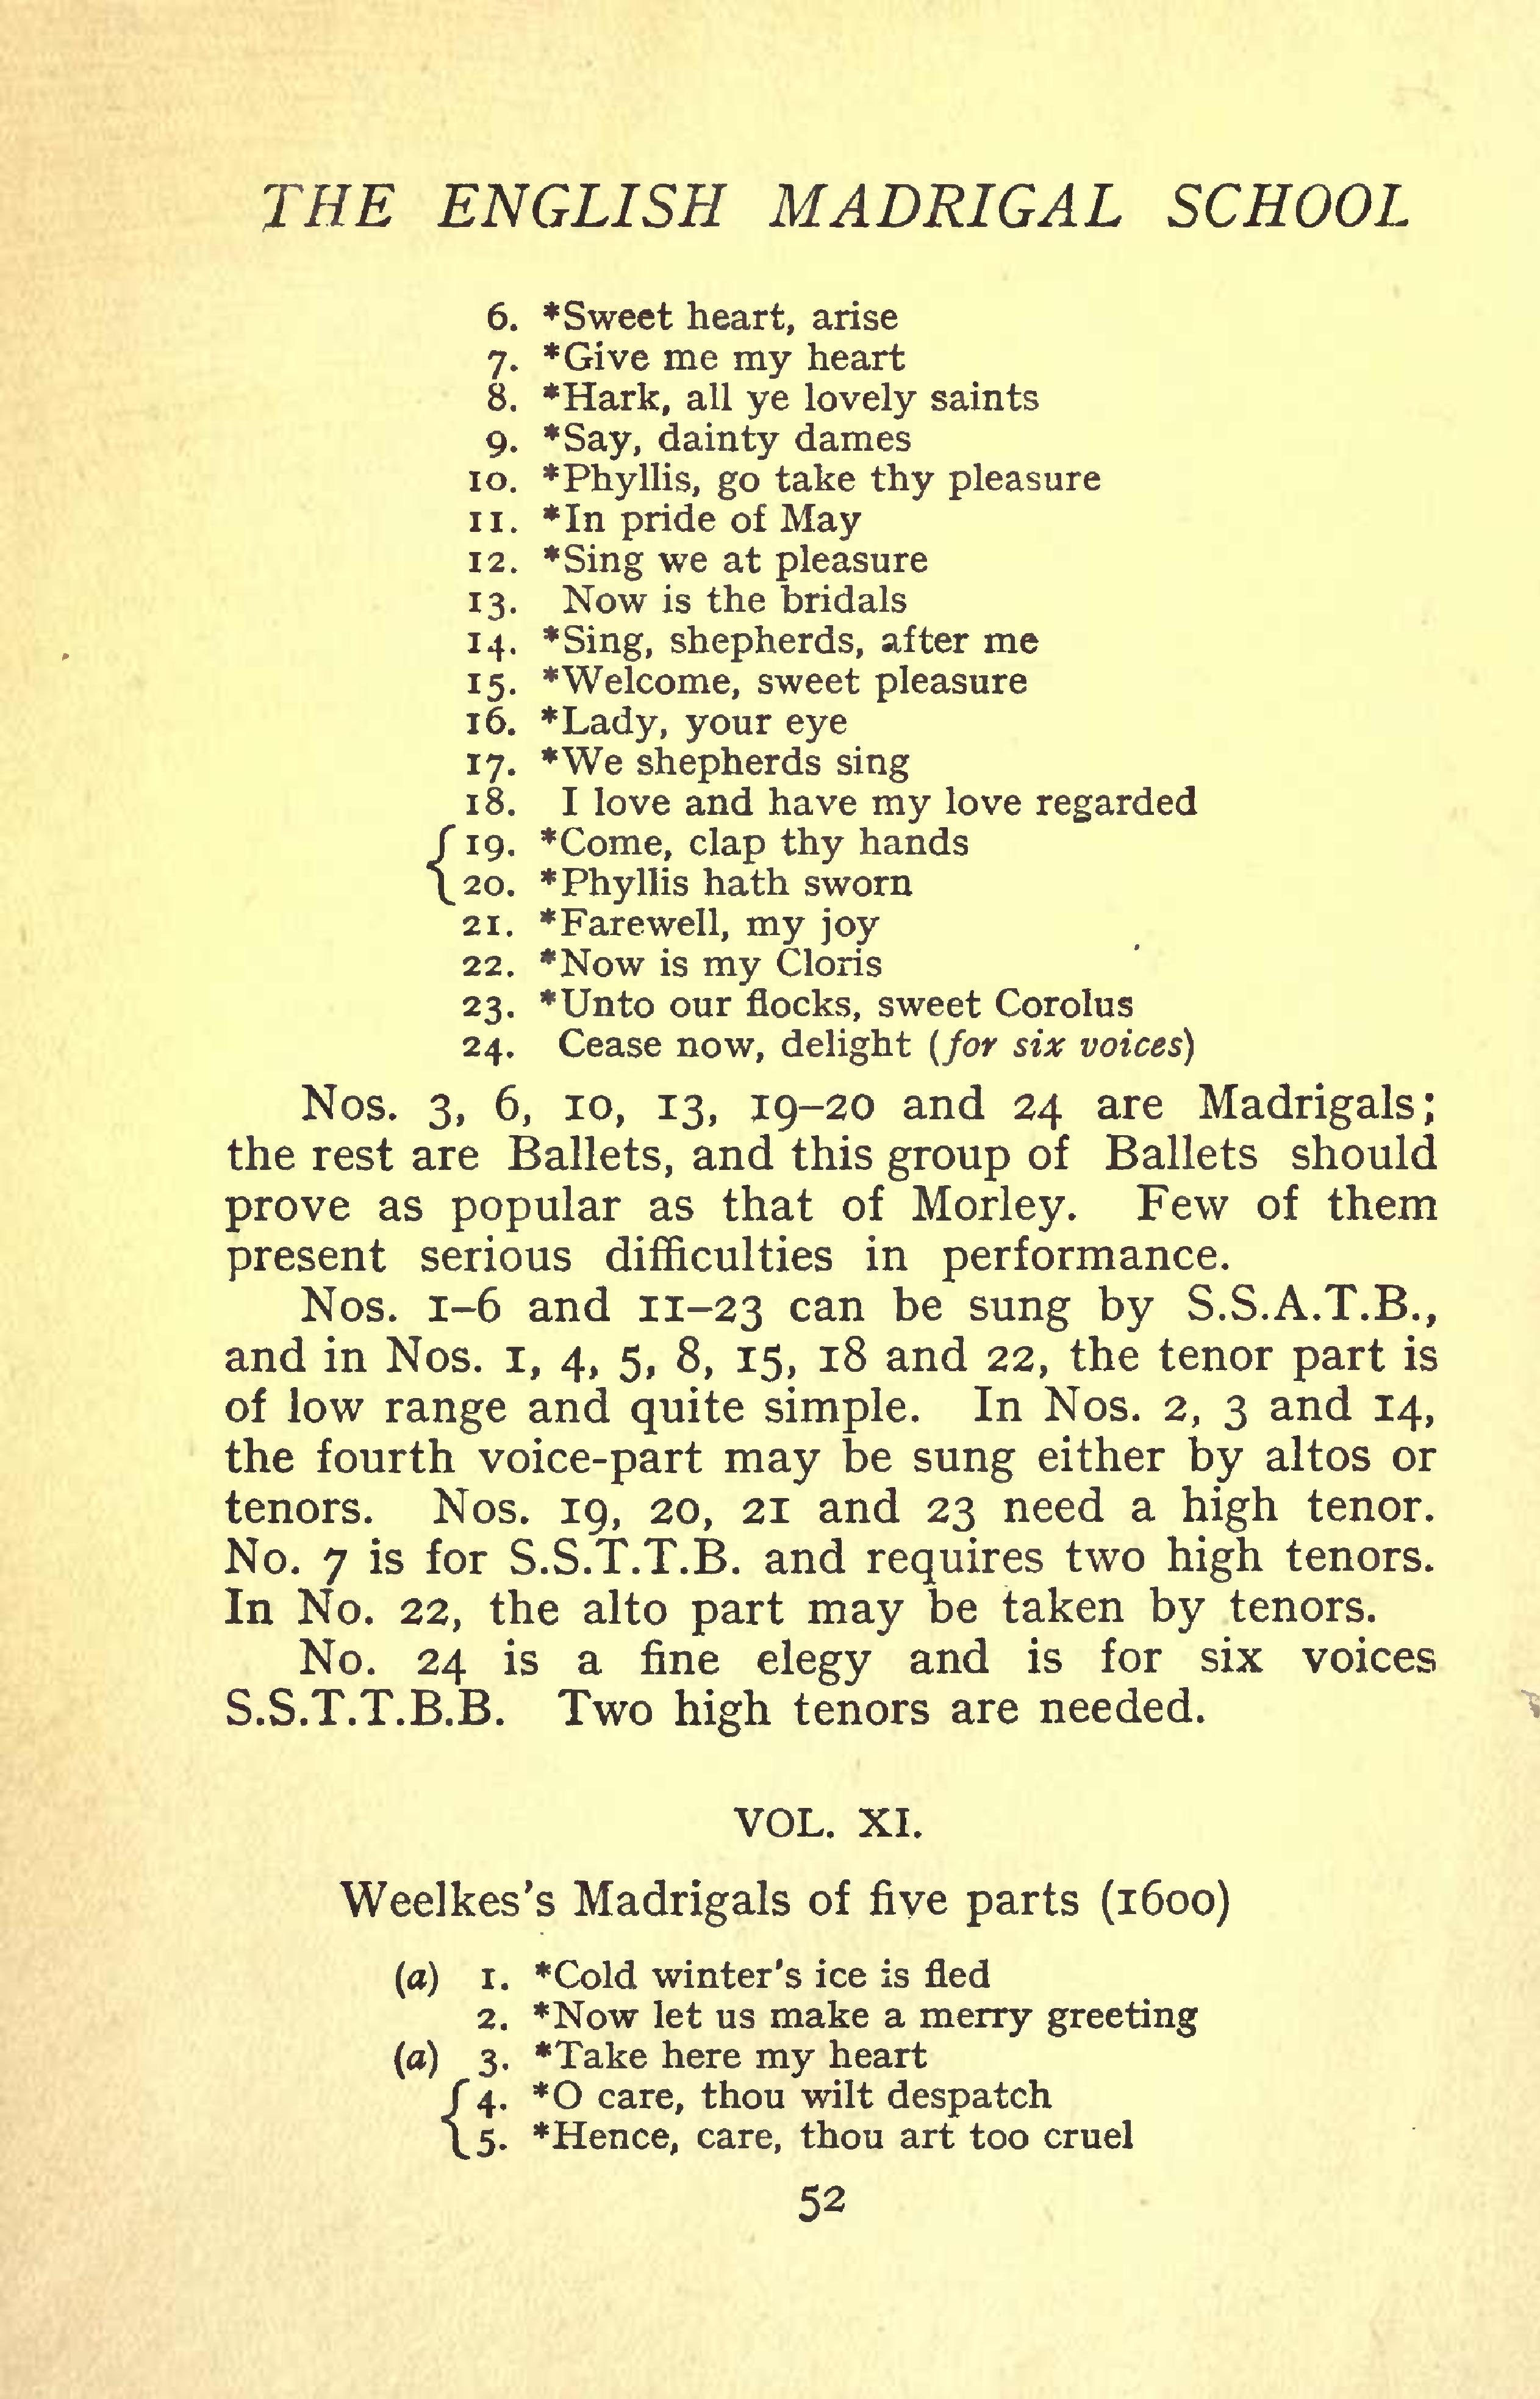 THE ENGLISH MADRIGAL SCHOOL
6. *Sweet heart, arise
7. *Give me my heart
8. *Hark, all ye lovely saints
9. *Say, dainty dames
10. *Phyllis, go take thy pleasure
11. *In pride of May
12. *Sing we at pleasure
13. Now is the bridals
14. *Sing, shepherds, after me
15. *Welcome, sweet pleasure
16. *Lady, your eye
17. *We shepherds sing
18. I love and have my love regarded
19. *Come, clap thy hands
20. *Phyllis hath sworn
21. *Farewell, my joy
22. *Now is my Cloris
23. *Unto our flocks, sweet Corolus
24. Cease now, delight (for six voices)
Nos. 3, 6, 10, 13, 19–20 and 24 are Madrigals;
the rest are Ballets, and this group of Ballets should
prove as popular as that of Morley. Few of them
present serious difficulties in performance.
Nos. 1–6 and 11–23 can be sung by S.S.A.T.B.,
and in Nos. 1, 4, 5, 8, 15, 18 and 22, the tenor part is
of low range and quite simple. In Nos. 2, 3 and 14,
the fourth voice-part may be sung either by altos or
tenors. Nos. 19, 20, 21 and 23 need a high tenor.
No. 7 is for S.S.T.T.B. and requires two high tenors.
In No. 22, the alto part may be taken by tenors.
No. 24 is a fine elegy and is for six voices
S.S.T.T.B.B. Two high tenors are needed.
VOL. XI.
Weelkes's Madrigals of five parts (1600)
(a) 1. *Cold winter's ice is fled
2. *Now let us make a merry greeting
(a) 3. *Take here my heart
4. *O care, thou wilt despatch
5. *Hence, care, thou art too cruel
52